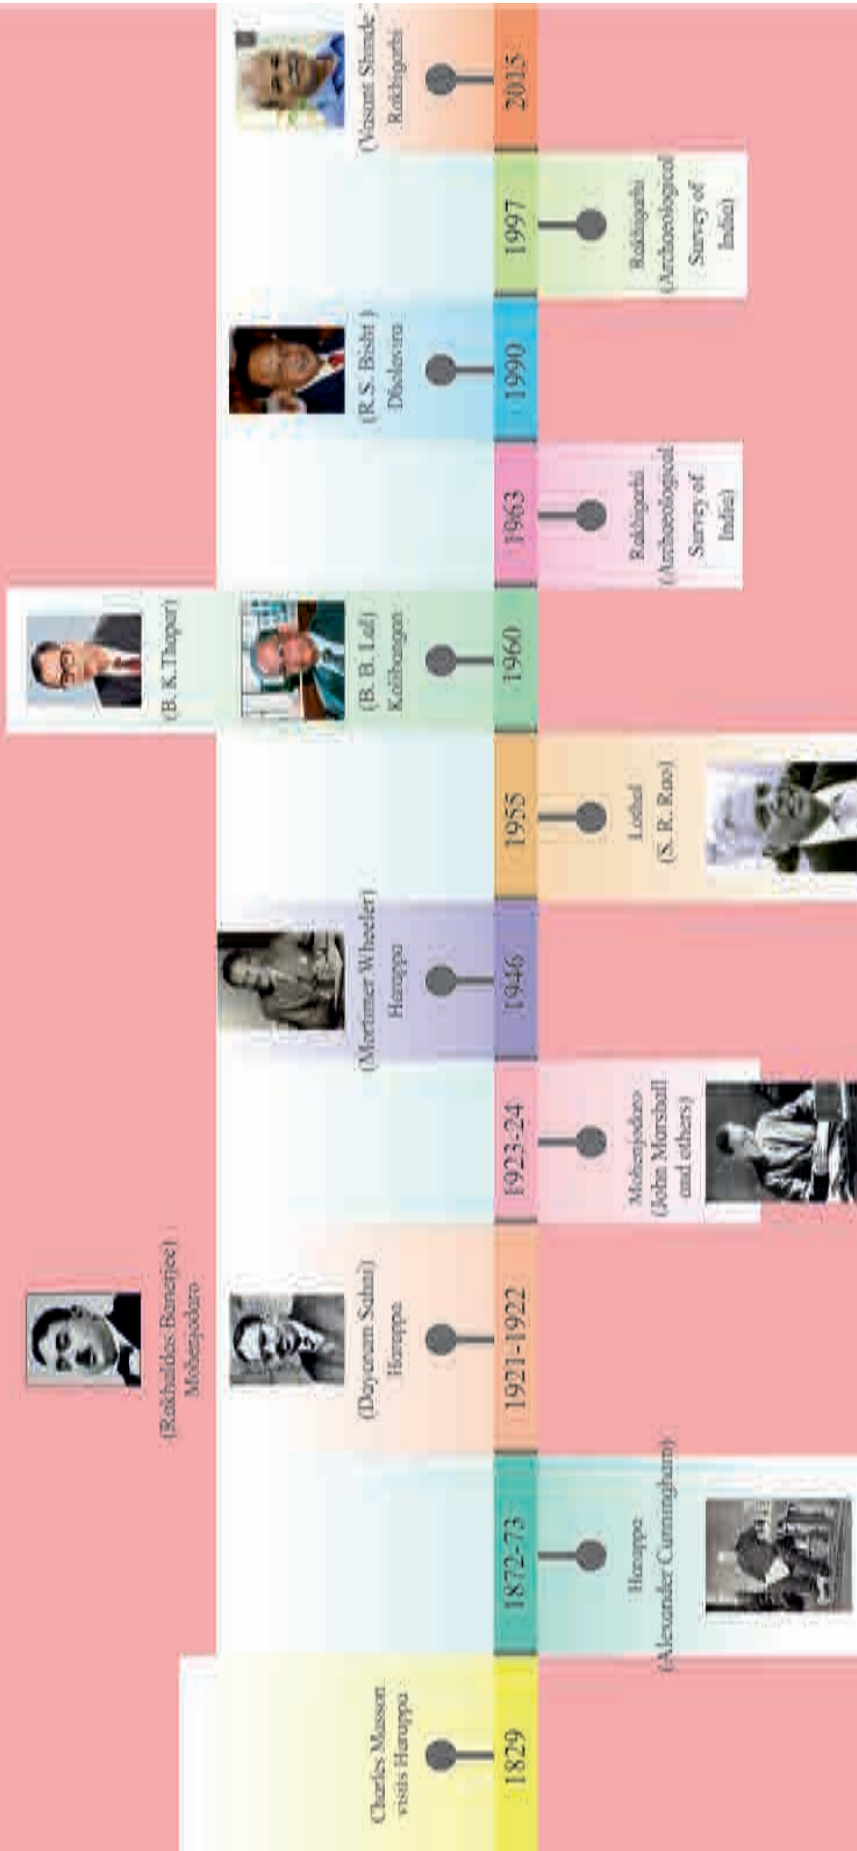 Charles Masson
visits Harappa
1829
1872-73
Harappa
(Alexander Cunningham)
(Rakhaldas Banerjee)
Mohenjodaro
(Dayaram Sahni)
Harappa
1921-1922
1923-24
Mohenjodaro
(John Marshall
and others)
(Mortimer Wheeler)
Harappa
1946
1955
Lothal
(S. R. Rao)
(B. K.Thapar)
(B. B. Lal)
Kalibangan
1960
1963
Rakhigarhi
(Archaeological
Survey of
India)
(R.S. Bisht )
Dholavira
1990
1997
Rakhigarhi
(Archaeological
Survey of
India)
(Vasant Shinde
Rakhigarhi
2015